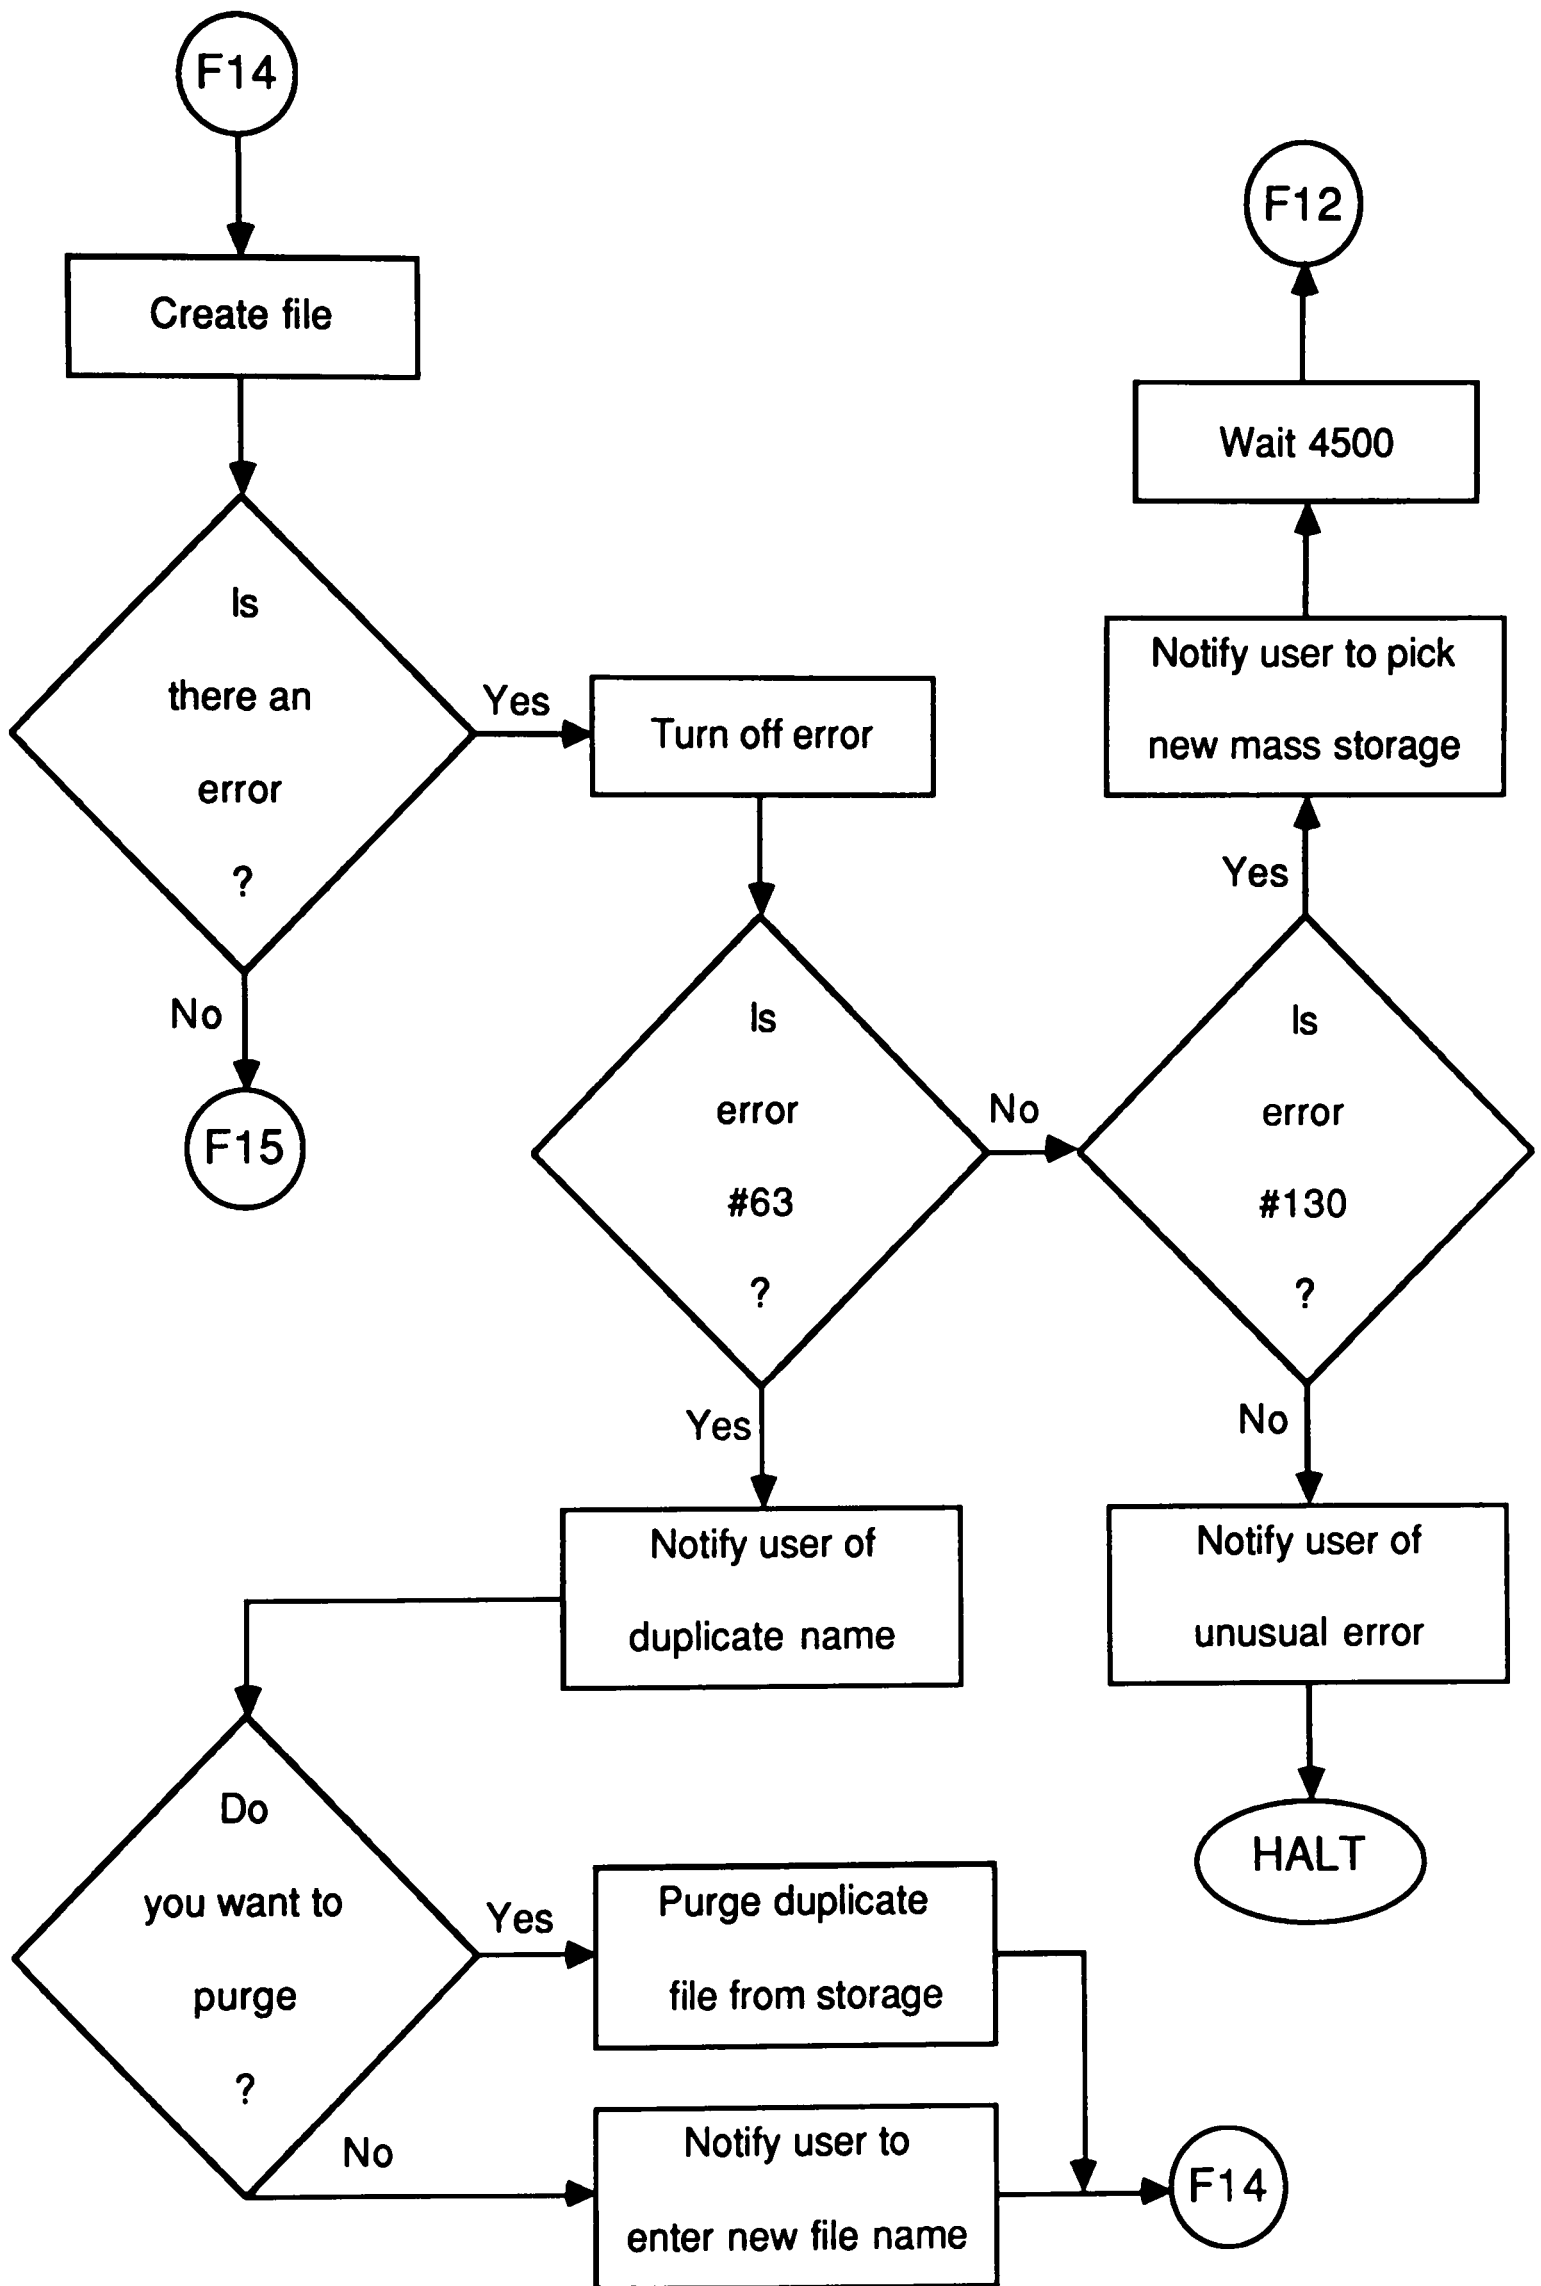 F14
Create file
Is
there an
error
?
Yes
No
F15
Turn off error
Is
error
#63
?
No
Yes
Is
error
#130
?
Yes
Notify user to pick
new mass storage
Wait 4500
F12
No
Notify user of
unusual error
HALT
Notify user of
duplicate name
Do
you want to
purge
?
Yes
Purge duplicate
file from storage
No
Notify user to
enter new file name
F14